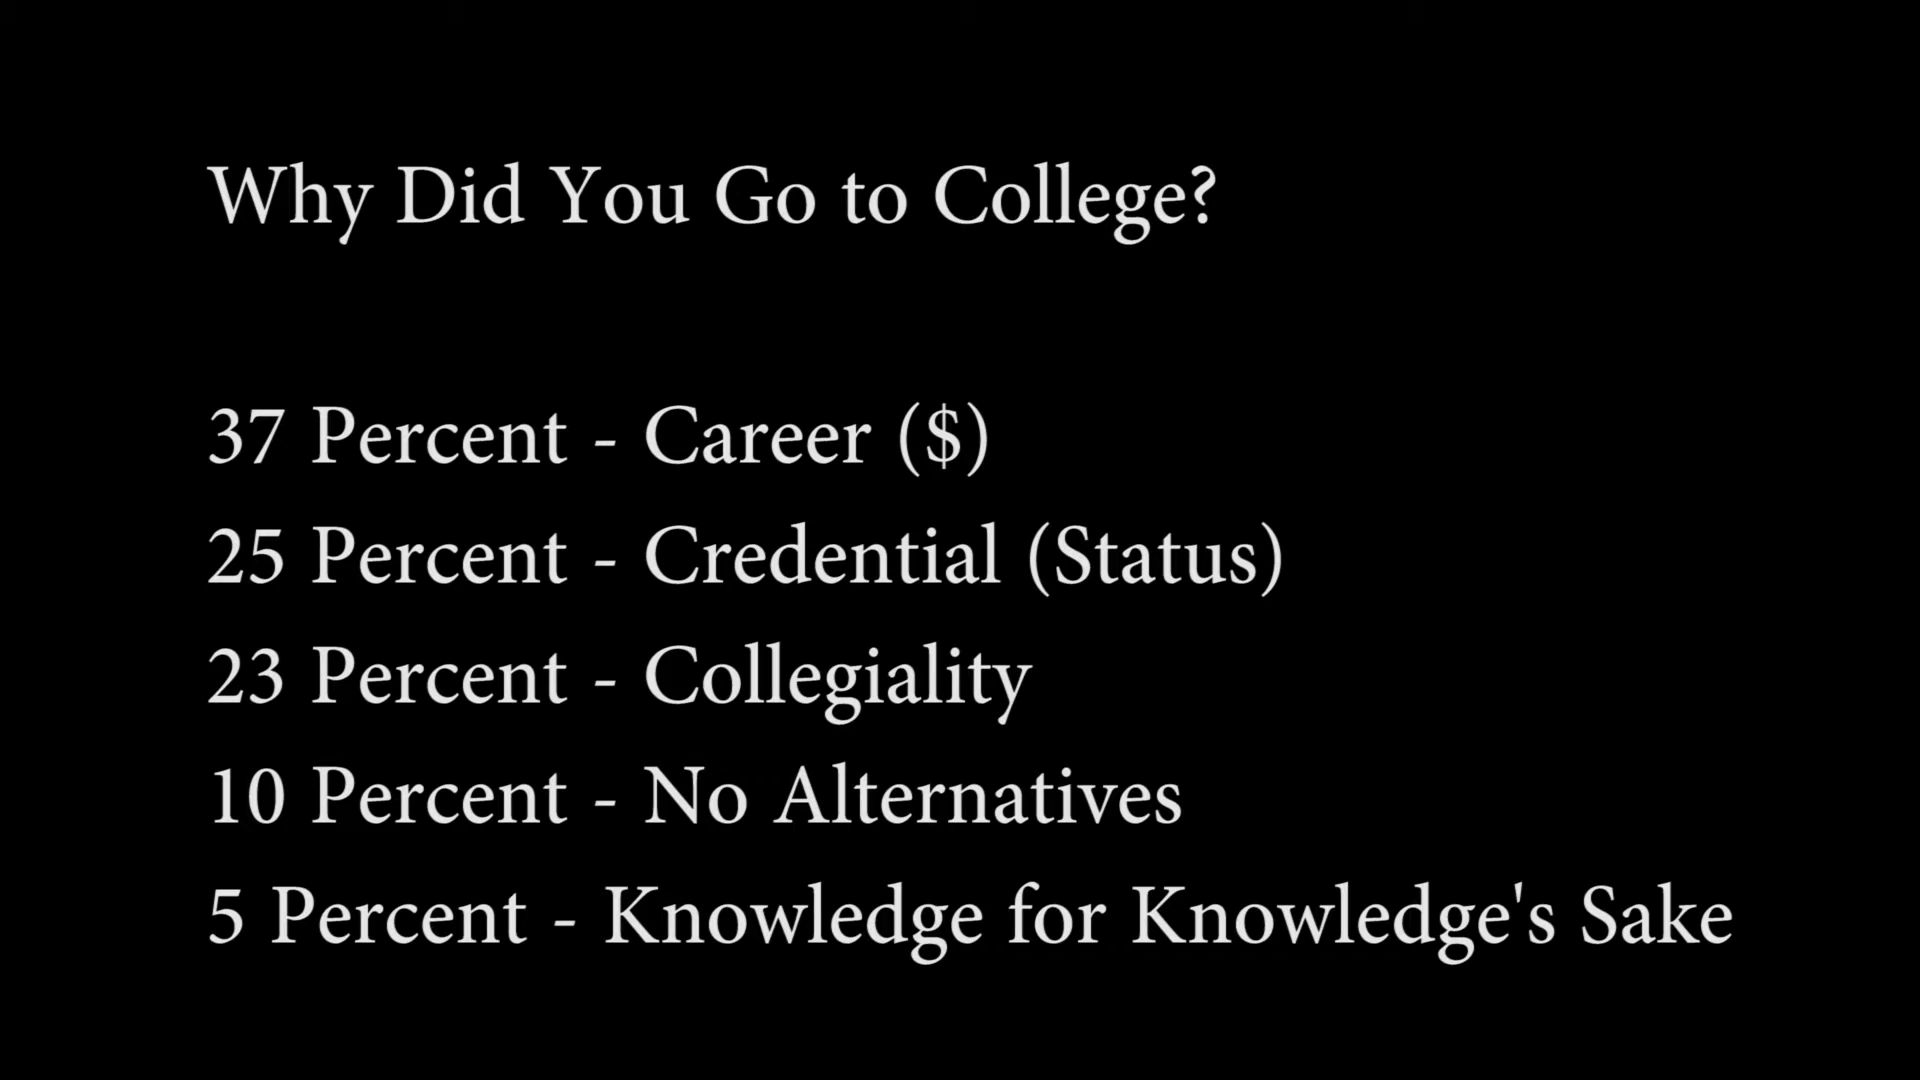 Why Did You Go to College?
37 Percent - Career ($)
25 Percent - Credential (Status)
23 Percent - Collegiality
10 Percent - No Alternatives
5 Percent - Knowledge for Knowledge's Sake